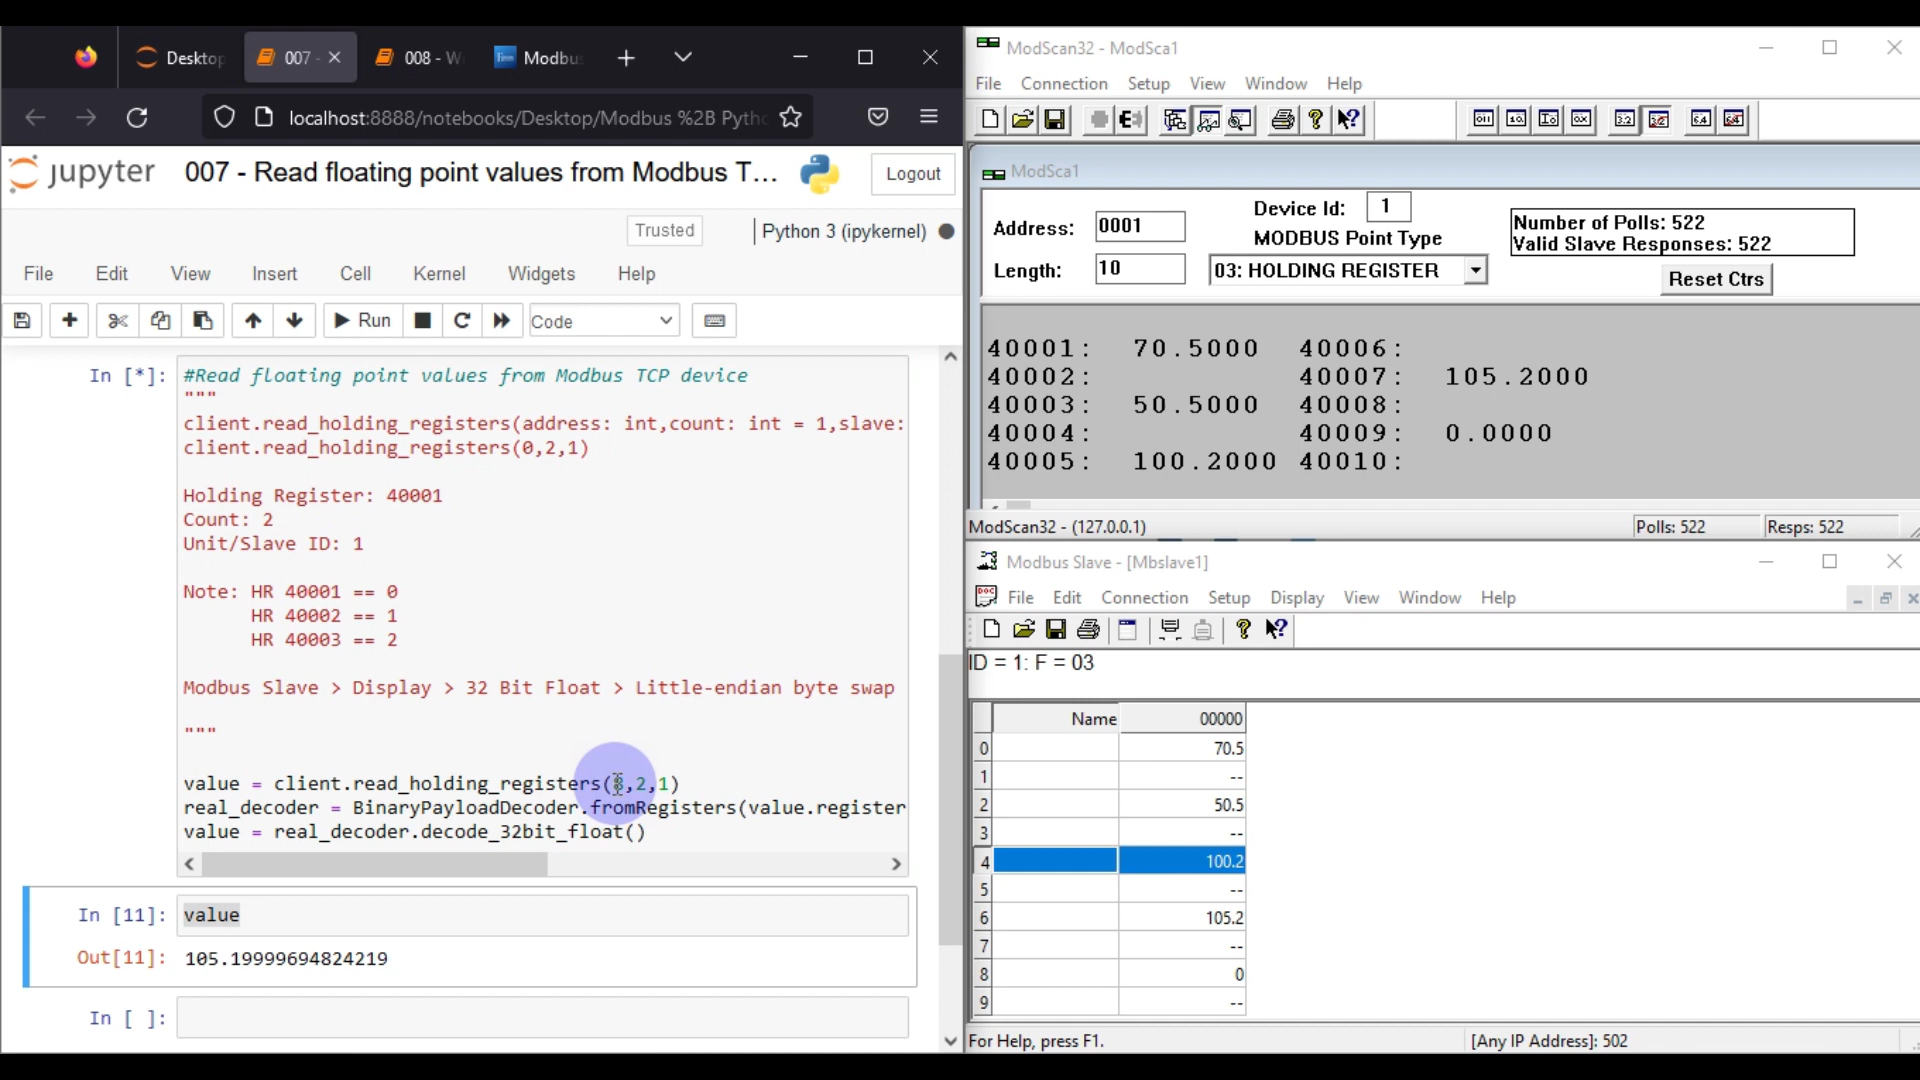 Desktop
007 -
008 - W
Modbus
localhost:8888/notebooks/Desktop/Modbus %2B Pytho
jupyter
007 - Read floating point values from Modbus T...
Logout
Trusted
Python 3 (ipykernel)
File Edit View Insert Cell Kernel Widgets Help
Run
Code
In [*]:
#Read floating point values from Modbus TCP device
"""
client.read_holding_registers(address: int,count: int = 1,slave:
client.read_holding_registers(0,2,1)
Holding Register: 40001
Count: 2
Unit/Slave ID: 1
Note: HR 40001 == 0
HR 40002 == 1
HR 40003 == 2
Modbus Slave > Display > 32 Bit Float > Little-endian byte swap
"""
value = client.read_holding_registers( ,2,1)
real_decoder = BinaryPayloadDecoder.fromRegisters(value.register
value = real_decoder.decode_32bit_float()
In [11]: value
Out[11]: 105.19999694824219
In [ ]:
ModScan32 - ModSca1
File Connection Setup View Window Help
ModSca1
Address: 0001
Length: 10
Device Id: 1
MODBUS Point Type
03: HOLDING REGISTER
Number of Polls: 522
Valid Slave Responses: 522
Reset Ctrs
40001: 70.5000 40006:
40002: 40007: 105.2000
40003: 50.5000 40008:
40004: 40009: 0.0000
40005: 100.2000 40010:
ModScan32 - (127.0.0.1)
Polls: 522
Resps: 522
Modbus Slave - [Mbslave1]
File Edit Connection Setup Display View Window Help
ID = 1: F = 03
Name 00000
0 70.5
1 --
2 50.5
3 --
4 100.2
5 --
6 105.2
7 --
8 0
9 --
For Help, press F1.
[Any IP Address]: 502